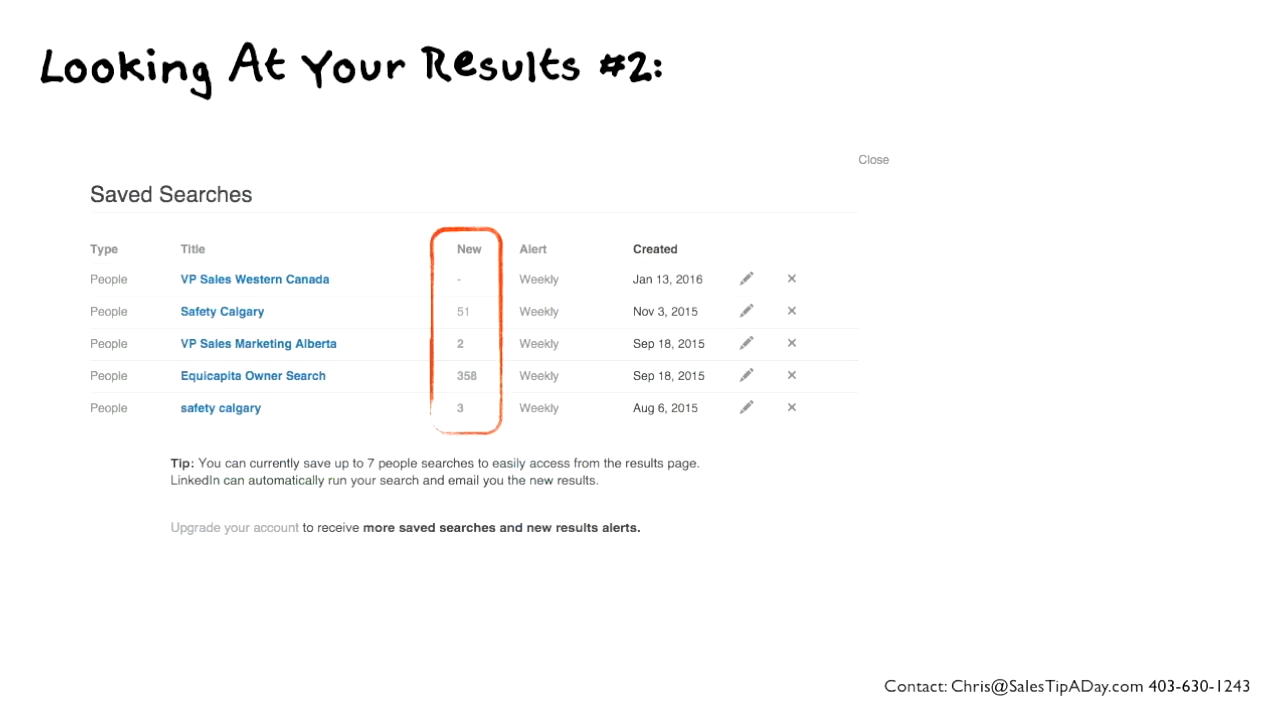 Looking At Your Results #2:
Close
Saved Searches
Type Title New Alert Created
People VP Sales Western Canada - Weekly Jan 13, 2016
People Safety Calgary 51 Weekly Nov 3, 2015
People VP Sales Marketing Alberta 2 Weekly Sep 18, 2015
People Equicapita Owner Search 358 Weekly Sep 18, 2015
People safety calgary 3 Weekly Aug 6, 2015
Tip: You can currently save up to 7 people searches to easily access from the results page.
LinkedIn can automatically run your search and email you the new results.
Upgrade your account to receive more saved searches and new results alerts.
Contact: Chris@SalesTipADay.com 403-630-1243